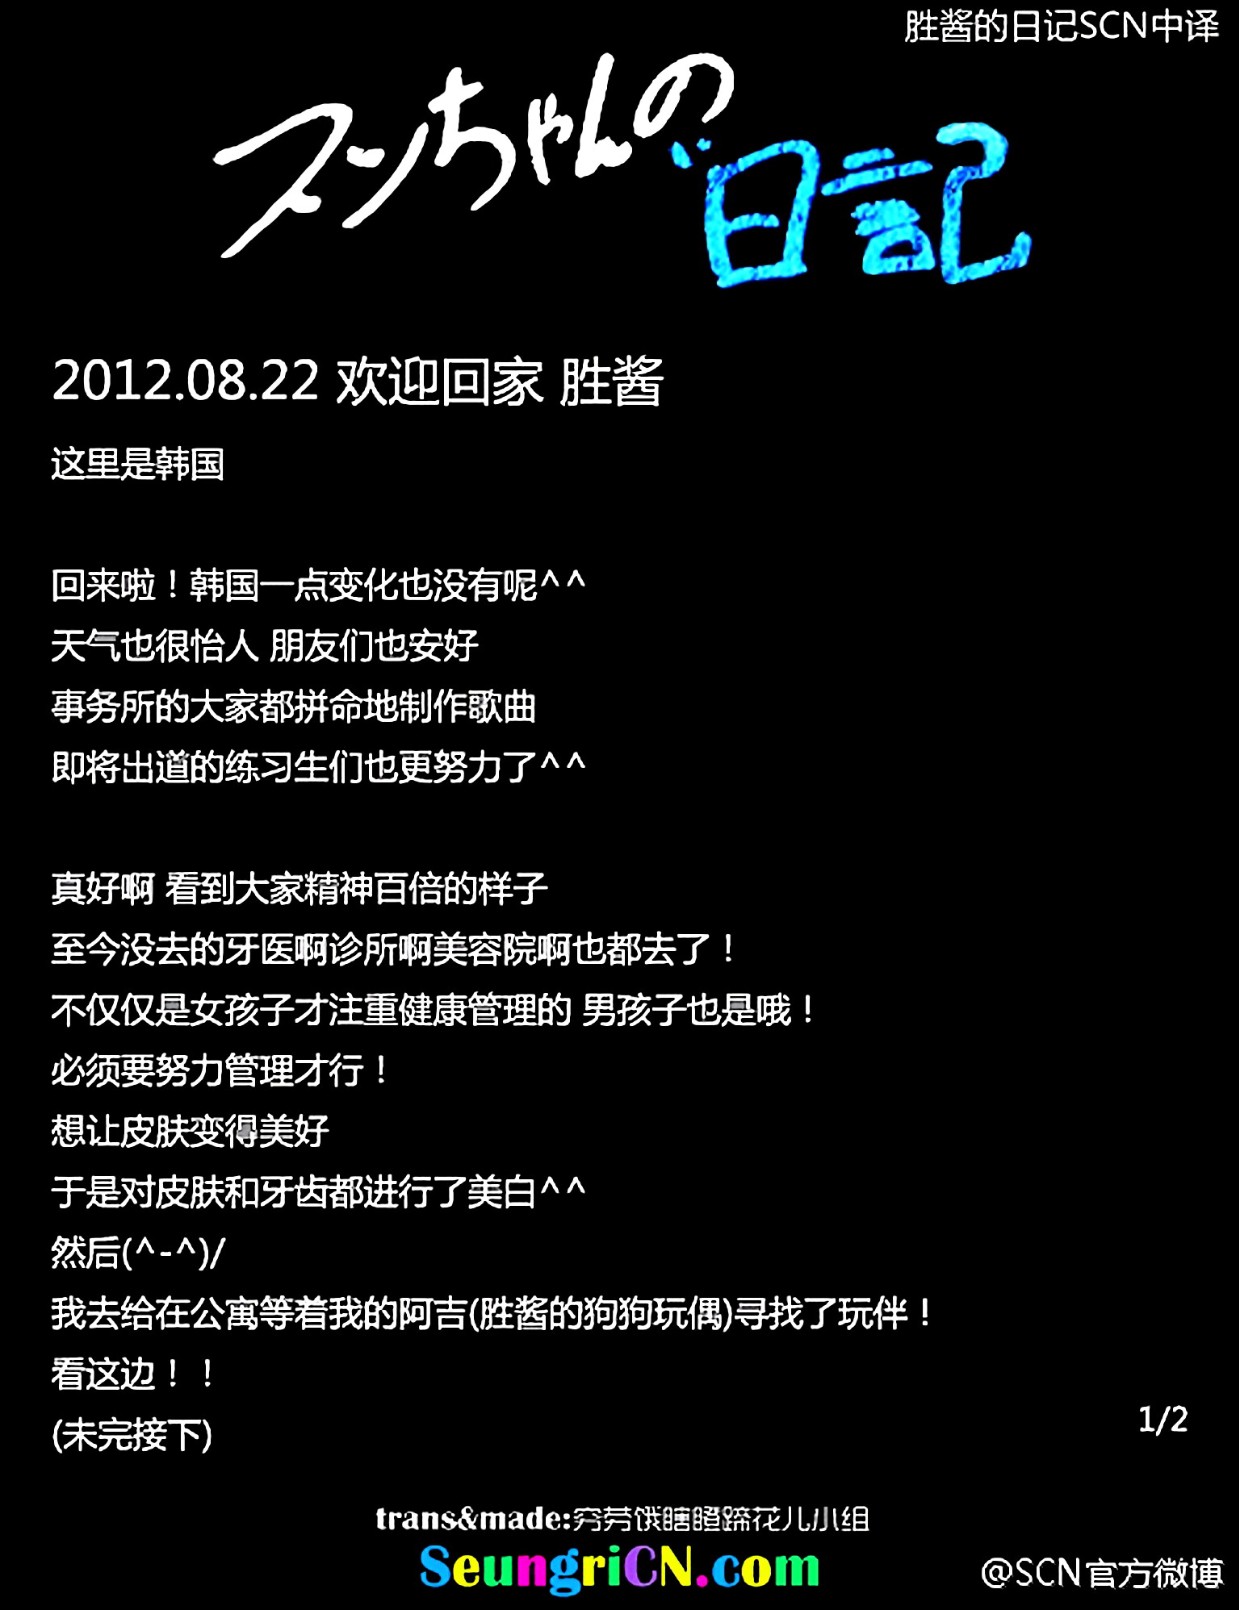 胜酱的日记SCN中译
スンちゃんの
日記
2012.08.22 欢迎回家 胜酱
这里是韩国
回来啦！韩国一点变化也没有呢^^
天气也很怡人 朋友们也安好
事务所的大家都拼命地制作歌曲
即将出道的练习生们也更努力了^^
真好啊 看到大家精神百倍的样子
至今没去的牙医啊诊所啊美容院啊也都去了！
不仅仅是女孩子才注重健康管理的 男孩子也是哦！
必须要努力管理才行！
想让皮肤变得美好
于是对皮肤和牙齿都进行了美白^^
然后(^-^)/
我去给在公寓等着我的阿吉(胜酱的狗狗玩偶)寻找了玩伴！
看这边！！
(未完接下)
1/2
trans&made:穷劳饿瞎瞪蹄花儿小组
SeungriCN.com
@SCN官方微博